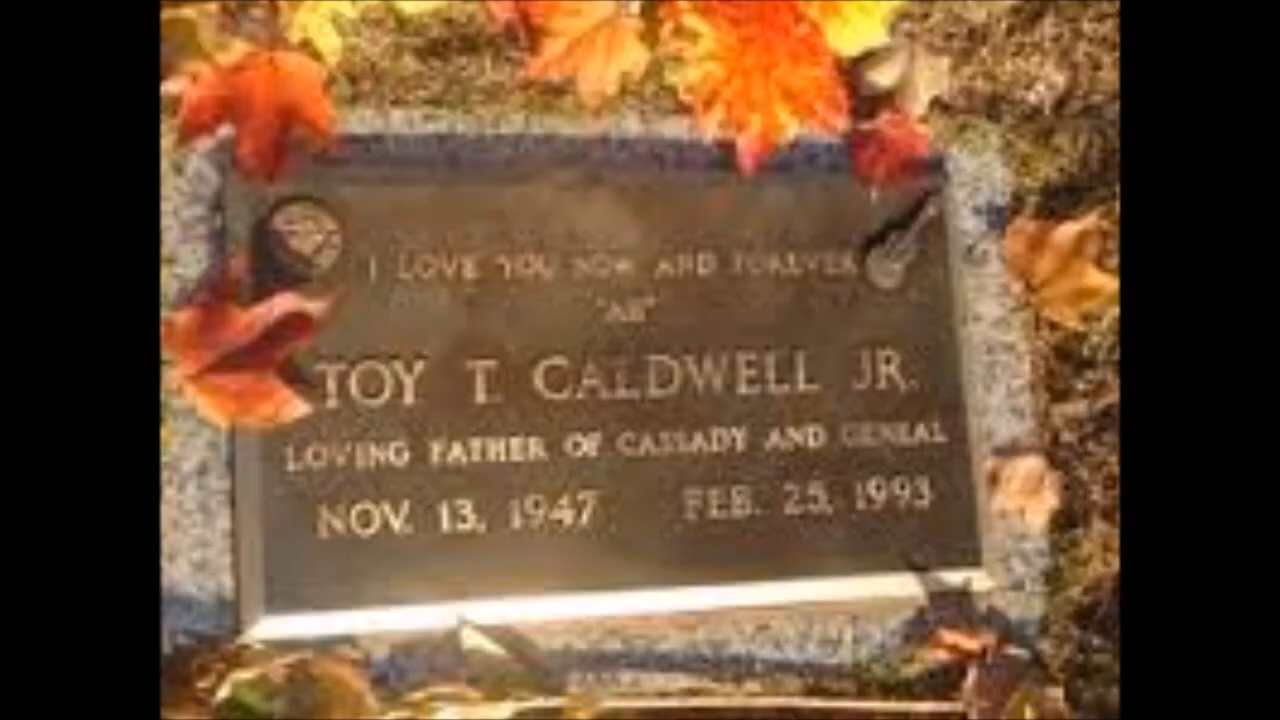 I LOVE YOU NOW AND FOREVER
"AB"
TOY T. CALDWELL JR.
LOVING FATHER OF CASSADY AND GENEAL
NOV. 13, 1947 FEB. 25, 1993